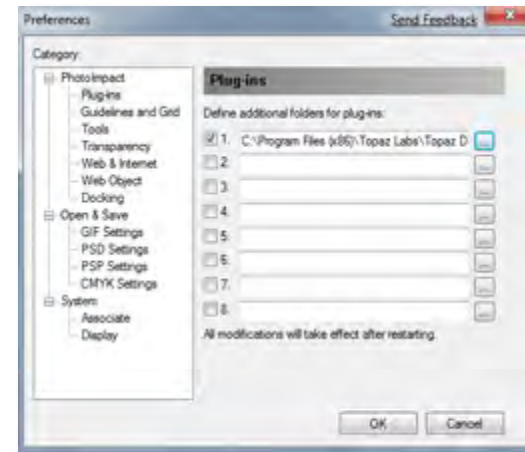 Preferences
Send Feedback
Category:
PhotoImpact
Plug-ins
Guidelines and Grid
Tools
Transparency
Web & Internet
Web Object
Docking
Open & Save
GIF Settings
PSD Settings
PSP Settings
CMYK Settings
System
Associate
Display
Plug-ins
Define additional folders for plug-ins:
1. C:\Program Files (x86)\Topaz Labs\Topaz D ...
2. ...
3. ...
4. ...
5. ...
6. ...
7. ...
8. ...
All modifications will take effect after restarting.
OK Cancel